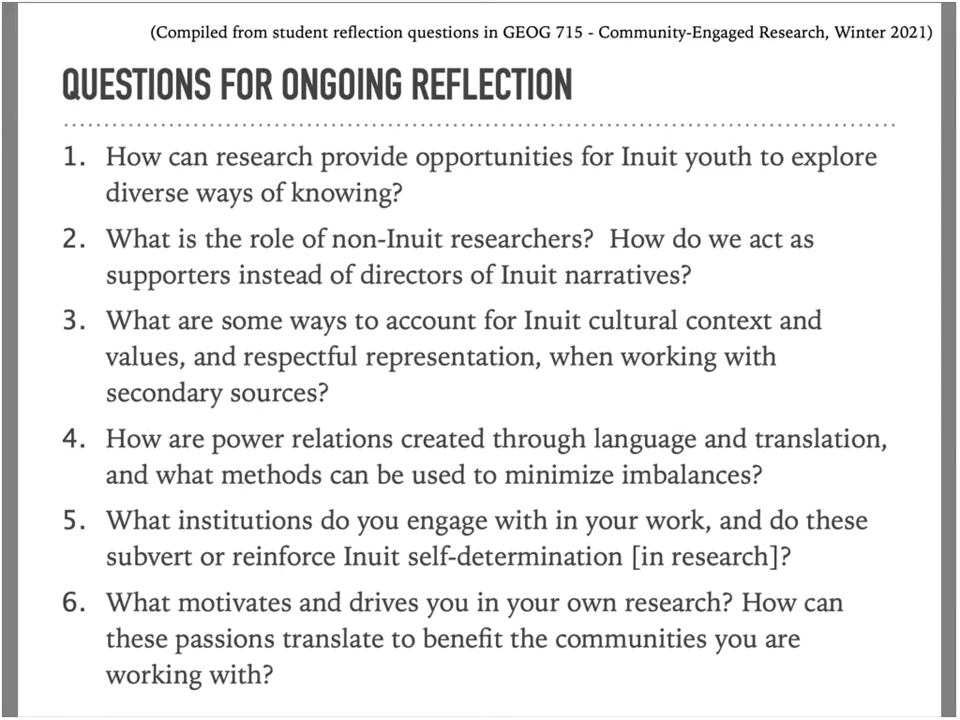 (Compiled from student reflection questions in GEOG 715 - Community-Engaged Research, Winter 2021)
QUESTIONS FOR ONGOING REFLECTION
1. How can research provide opportunities for Inuit youth to explore
diverse ways of knowing?
2. What is the role of non-Inuit researchers?  How do we act as
supporters instead of directors of Inuit narratives?
3. What are some ways to account for Inuit cultural context and
values, and respectful representation, when working with
secondary sources?
4. How are power relations created through language and translation,
and what methods can be used to minimize imbalances?
5. What institutions do you engage with in your work, and do these
subvert or reinforce Inuit self-determination [in research]?
6. What motivates and drives you in your own research? How can
these passions translate to benefit the communities you are
working with?